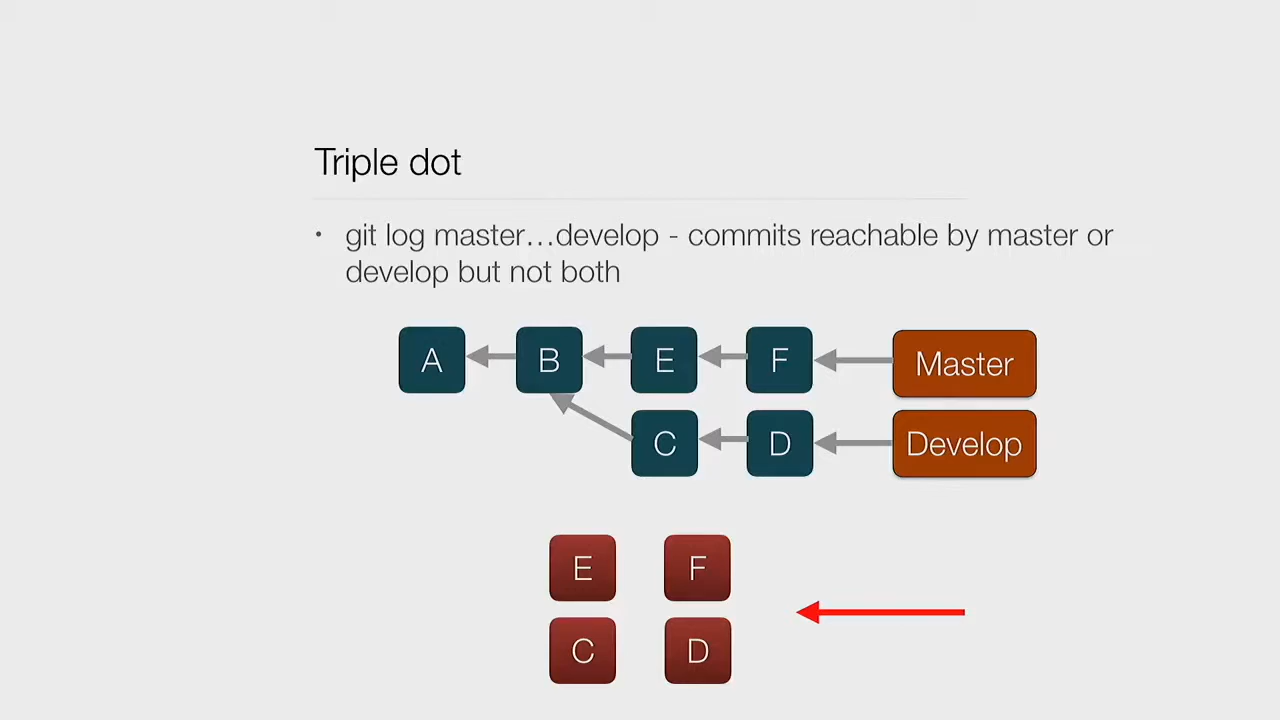 Triple dot
• git log master…develop - commits reachable by master or
develop but not both
A B E F Master
C D Develop
E F
C D